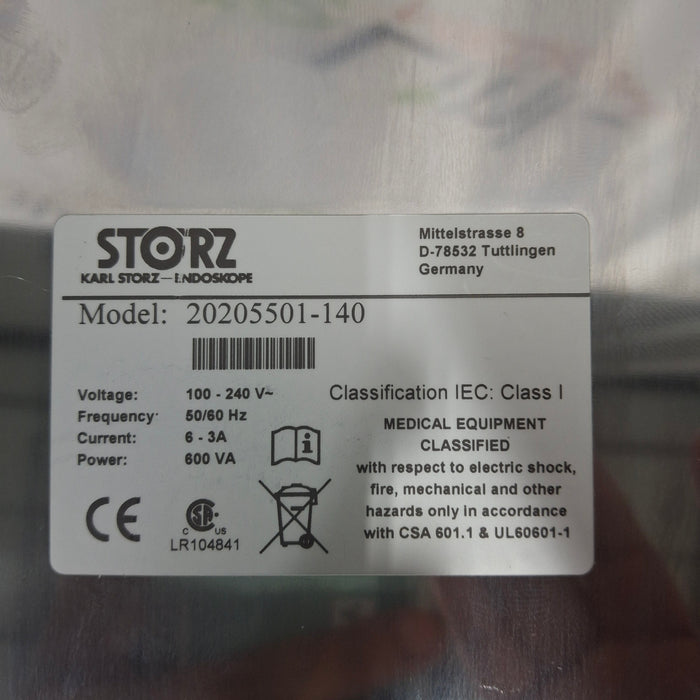 STORZ
KARL STORZ—ENDOSKOPE
Mittelstrasse 8
D-78532 Tuttlingen
Germany
Model: 20205501-140
Voltage: 100 - 240 V~
Frequency: 50/60 Hz
Current: 6 - 3A
Power: 600 VA
Classification IEC: Class I
MEDICAL EQUIPMENT
CLASSIFIED
with respect to electric shock,
fire, mechanical and other
hazards only in accordance
with CSA 601.1 & UL60601-1
i
CE
SA
C US
LR104841